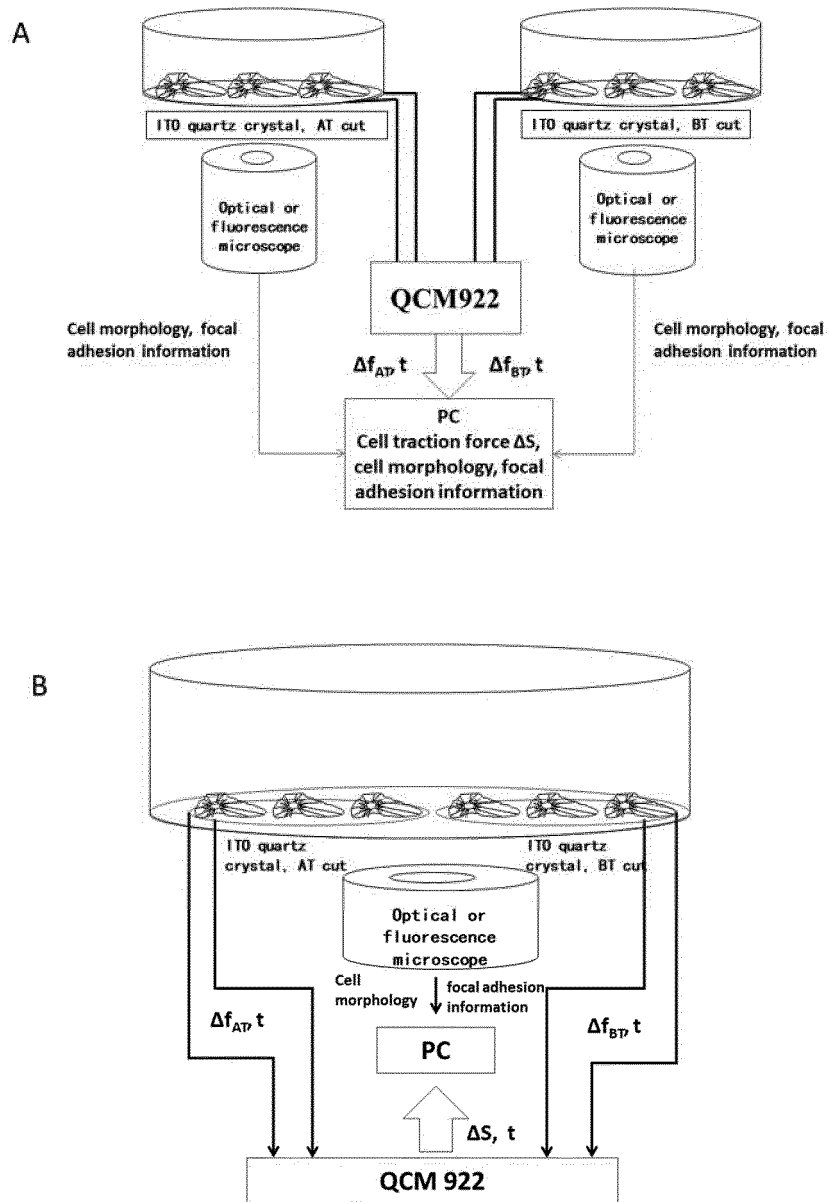 A
ITO quartz crystal, AT cut
ITO quartz crystal, BT cut
Optical or
fluorescence
microscope
Optical or
fluorescence
microscope
QCM922
Cell morphology, focal
adhesion information
Cell morphology, focal
adhesion information
Δf_AT, t
Δf_BT, t
PC
Cell traction force ΔS,
cell morphology, focal
adhesion information
B
ITO quartz
crystal, AT cut
ITO quartz
crystal, BT cut
Optical or
fluorescence
microscope
Cell
morphology
focal adhesion
information
Δf_AT, t
Δf_BT, t
PC
ΔS, t
QCM 922